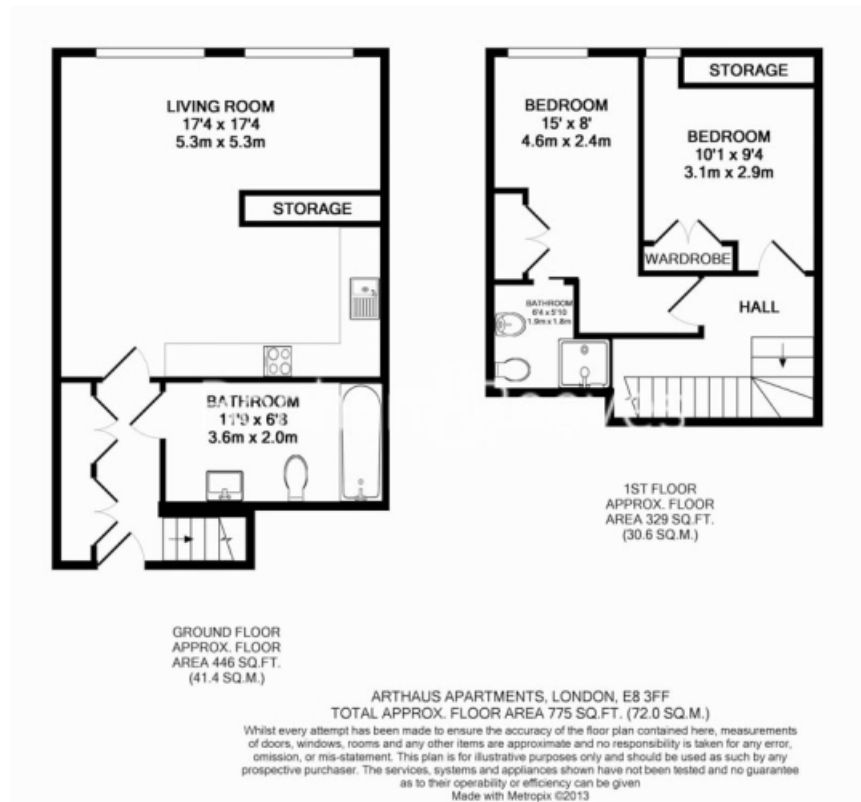 LIVING ROOM
17'4 x 17'4
5.3m x 5.3m
STORAGE
BATHROOM
11'9 x 6'8
3.6m x 2.0m
GROUND FLOOR
APPROX. FLOOR
AREA 446 SQ.FT.
(41.4 SQ.M.)
STORAGE
BEDROOM
15' x 8'
4.6m x 2.4m
BEDROOM
10'1 x 9'4
3.1m x 2.9m
WARDROBE
BATHROOM
6'4 x 5'10
1.9m x 1.8m
HALL
1ST FLOOR
APPROX. FLOOR
AREA 329 SQ.FT.
(30.6 SQ.M.)
ARTHAUS APARTMENTS, LONDON, E8 3FF
TOTAL APPROX. FLOOR AREA 775 SQ.FT. (72.0 SQ.M.)
Whilst every attempt has been made to ensure the accuracy of the floor plan contained here, measurements
of doors, windows, rooms and any other items are approximate and no responsibility is taken for any error,
omission, or mis-statement. This plan is for illustrative purposes only and should be used as such by any
prospective purchaser. The services, systems and appliances shown have not been tested and no guarantee
as to their operability or efficiency can be given
Made with Metropix ©2013